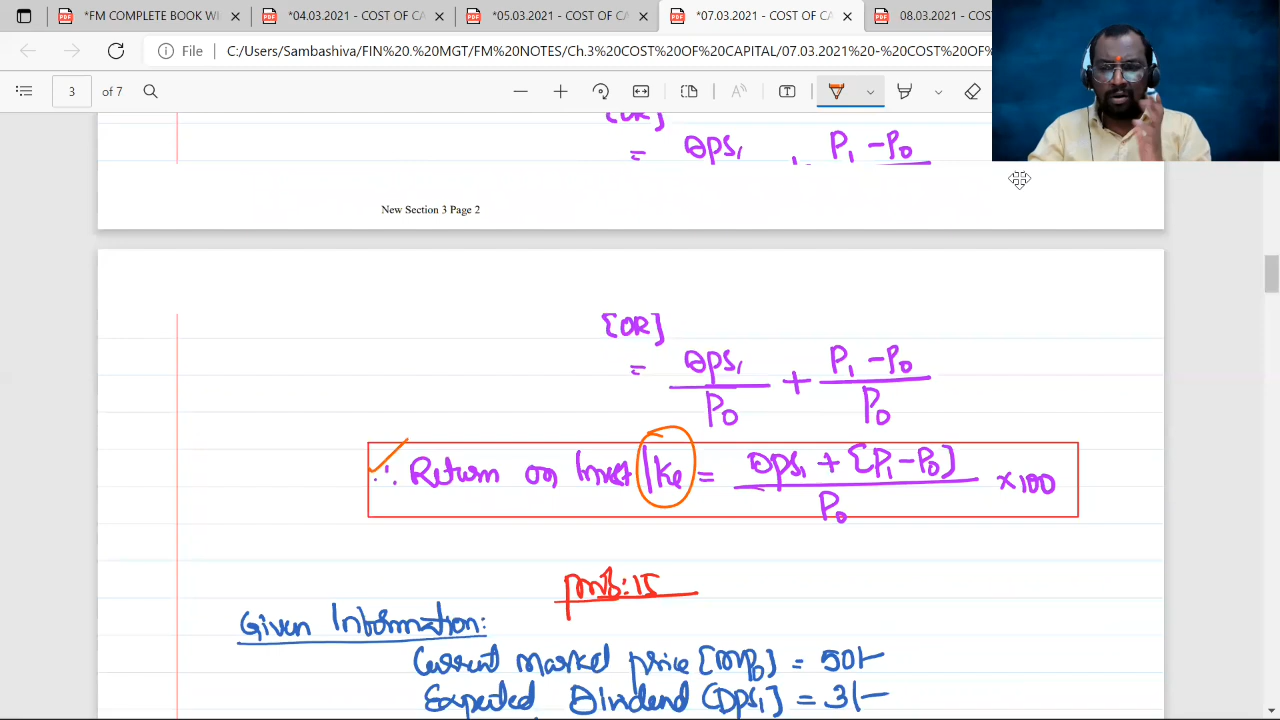 *FM COMPLETE BOOK WI
*04.03.2021 - COST OF CA
*05.03.2021 - COST OF CA
*07.03.2021 - COST OF CA
08.03.2021 - COST
File
C:/Users/Sambashiva/FIN%20.%20MGT/FM%20NOTES/Ch.3%20COST%20OF%20CAPITAL/07.03.2021%20-%20COST%20OF%
3 of 7
[OR]
= DPS1 + P1 - P0
New Section 3 Page 2
[OR]
= DPS1 / P0 + P1 - P0 / P0
∴ Return on Invest | Ke = DPS1 + [P1 - P0] / P0 × 100
prob:15
Given Information:
Current market price [MP0] = 50/-
Expected Dividend [DPS1] = 3/-